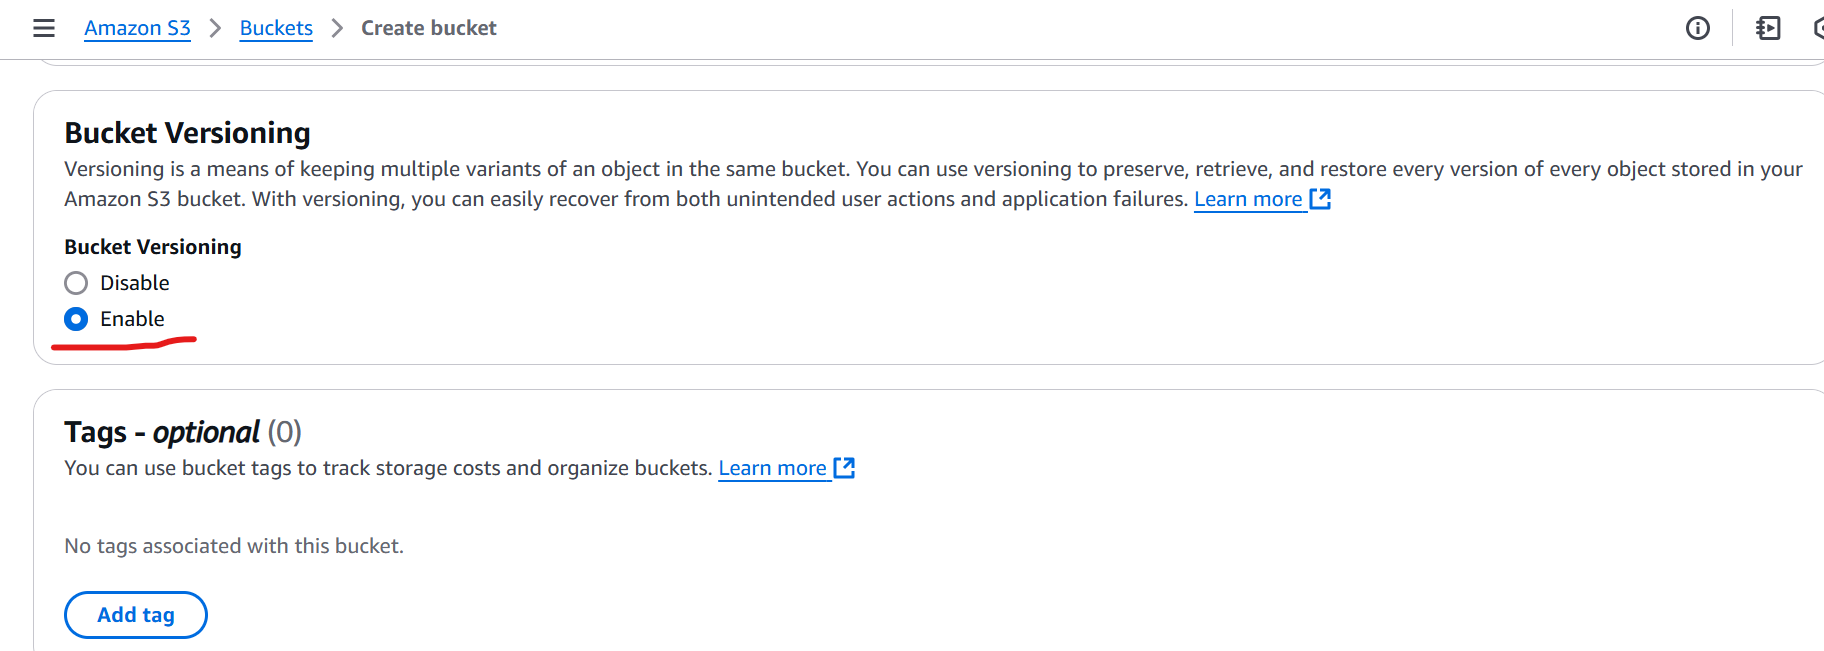 Amazon S3 > Buckets > Create bucket
Bucket Versioning
Versioning is a means of keeping multiple variants of an object in the same bucket. You can use versioning to preserve, retrieve, and restore every version of every object stored in your
Amazon S3 bucket. With versioning, you can easily recover from both unintended user actions and application failures. Learn more
Bucket Versioning
Disable
Enable
Tags - optional (0)
You can use bucket tags to track storage costs and organize buckets. Learn more
No tags associated with this bucket.
Add tag